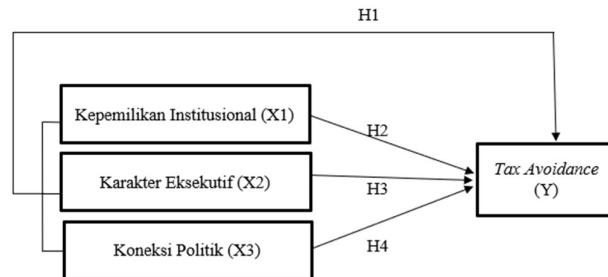 H1
Kepemilikan Institusional (X1)
H2
Karakter Eksekutif (X2)
H3
Tax Avoidance
(Y)
Koneksi Politik (X3)
H4